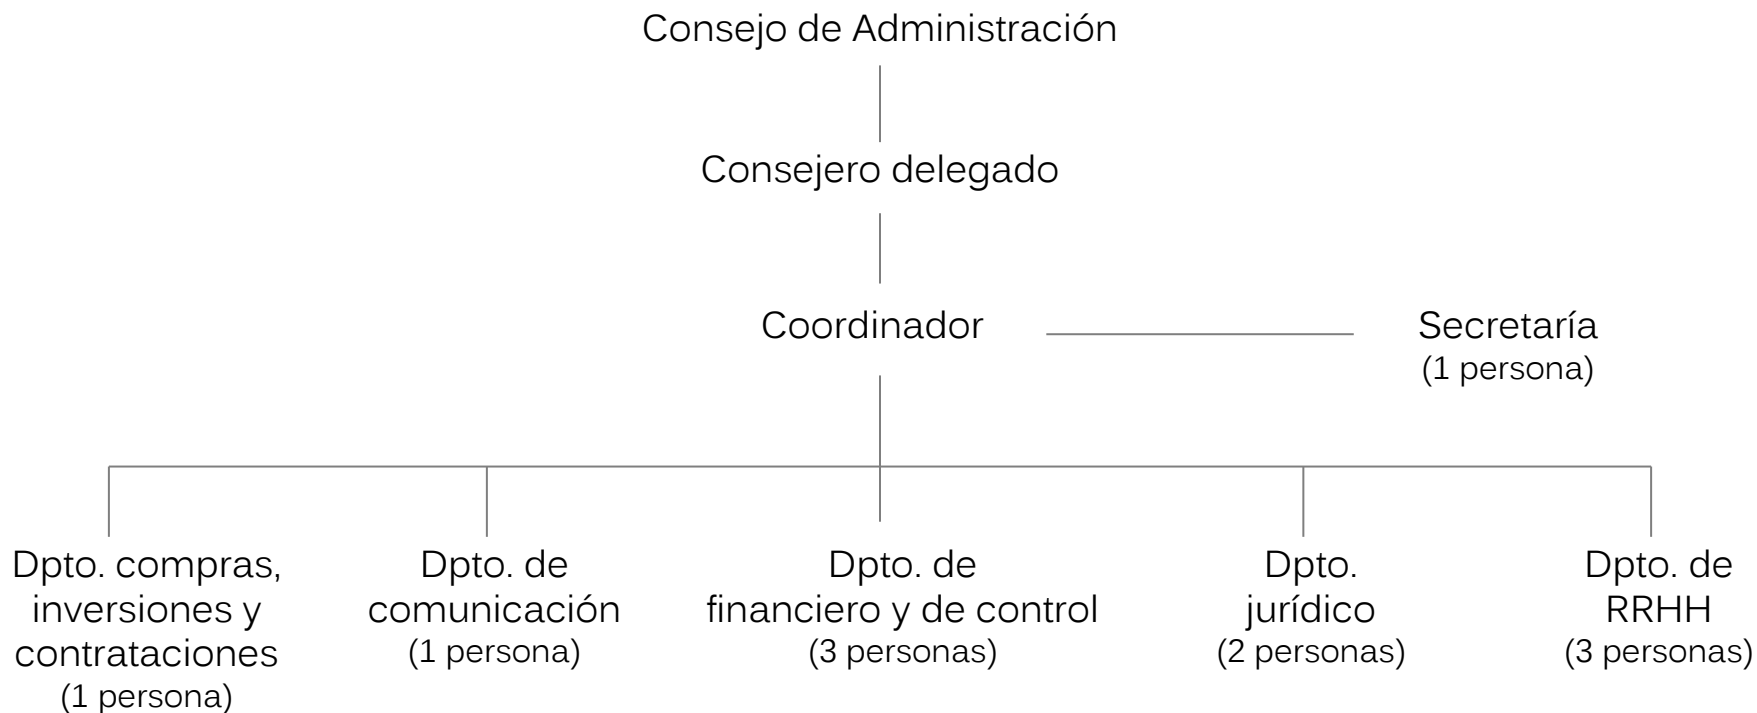 Consejo de Administración
Consejero delegado
Coordinador
Secretaría
(1 persona)
Dpto. compras,
inversiones y
contrataciones
(1 persona)
Dpto. de
comunicación
(1 persona)
Dpto. de
financiero y de control
(3 personas)
Dpto.
jurídico
(2 personas)
Dpto. de
RRHH
(3 personas)